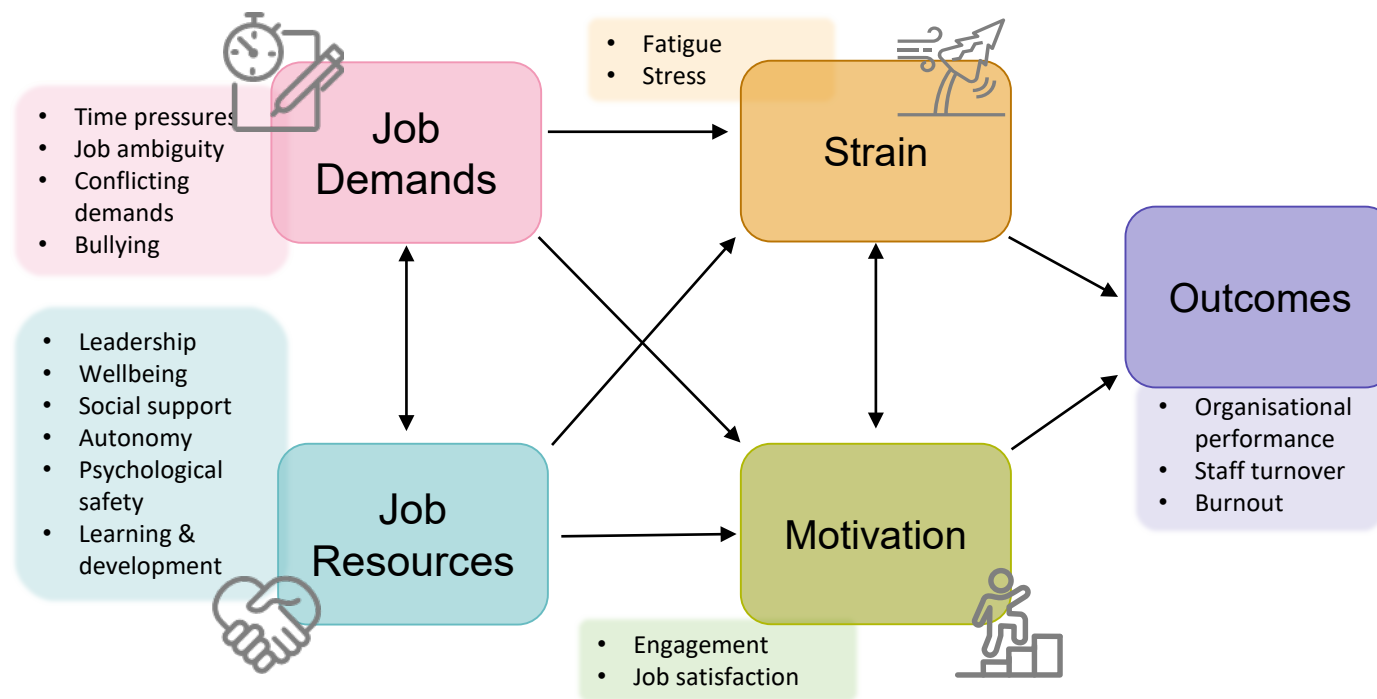 • Time pressures
• Job ambiguity
• Conflicting
demands
• Bullying
Job
Demands
• Fatigue
• Stress
Strain
• Leadership
• Wellbeing
• Social support
• Autonomy
• Psychological
safety
• Learning &
development
Job
Resources
• Engagement
• Job satisfaction
Motivation
Outcomes
• Organisational
performance
• Staff turnover
• Burnout